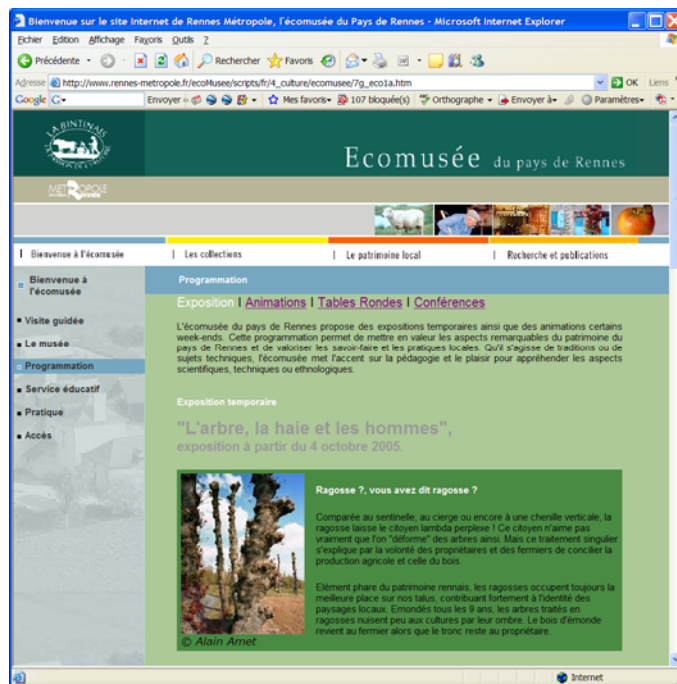 Bienvenue sur le site Internet de Rennes Métropole, l'écomusée du Pays de Rennes - Microsoft Internet Explorer
Fichier Edition Affichage Favoris Outils ?
Précédente Rechercher Favoris
Adresse http://www.rennes-metropole.fr/ecoMusee/scripts/fr/4_culture/ecomusee/7g_eco1a.htm OK Liens
Google G Envoyer Mes favoris 107 bloquée(s) Orthographe Envoyer à Paramètres
LA BINTINAIS
Ecomusée du pays de Rennes
METROPOLE
Bienvenue à l'écomusée
Les collections
Le patrimoine local
Recherche et publications
Bienvenue à
l'écomusée
Visite guidée
Le musée
Programmation
Service éducatif
Pratique
Accès
Programmation
Exposition I Animations I Tables Rondes I Conférences
L'écomusée du pays de Rennes propose des expositions temporaires ainsi que des animations certains
week-ends. Cette programmation permet de mettre en valeur les aspects remarquables du patrimoine du
pays de Rennes et de valoriser les savoir-faire et les pratiques locales. Qu'il s'agisse de traditions ou de
sujets techniques, l'écomusée met l'accent sur la pédagogie et le plaisir pour appréhender les aspects
scientifiques, techniques ou ethnologiques.
Exposition temporaire
"L'arbre, la haie et les hommes",
exposition à partir du 4 octobre 2005.
Ragosse ?, vous avez dit ragosse ?
Comparée au sentinelle, au cierge ou encore à une chenille verticale, la
ragosse laisse le citoyen lambda perplexe ! Ce citoyen n'aime pas
vraiment que l'on "déforme" des arbres ainsi. Mais ce traitement singulier
s'explique par la volonté des propriétaires et des fermiers de concilier la
production agricole et celle du bois.
Elément phare du patrimoine rennais, les ragosses occupent toujours la
meilleure place sur nos talus, contribuant fortement à l'identité des
paysages locaux. Emondés tous les 9 ans, les arbres traités en
ragosses nuisent peu aux cultures par leur ombre. Le bois d'émonde
revient au fermier alors que le tronc reste au propriétaire.
© Alain Amet
Internet